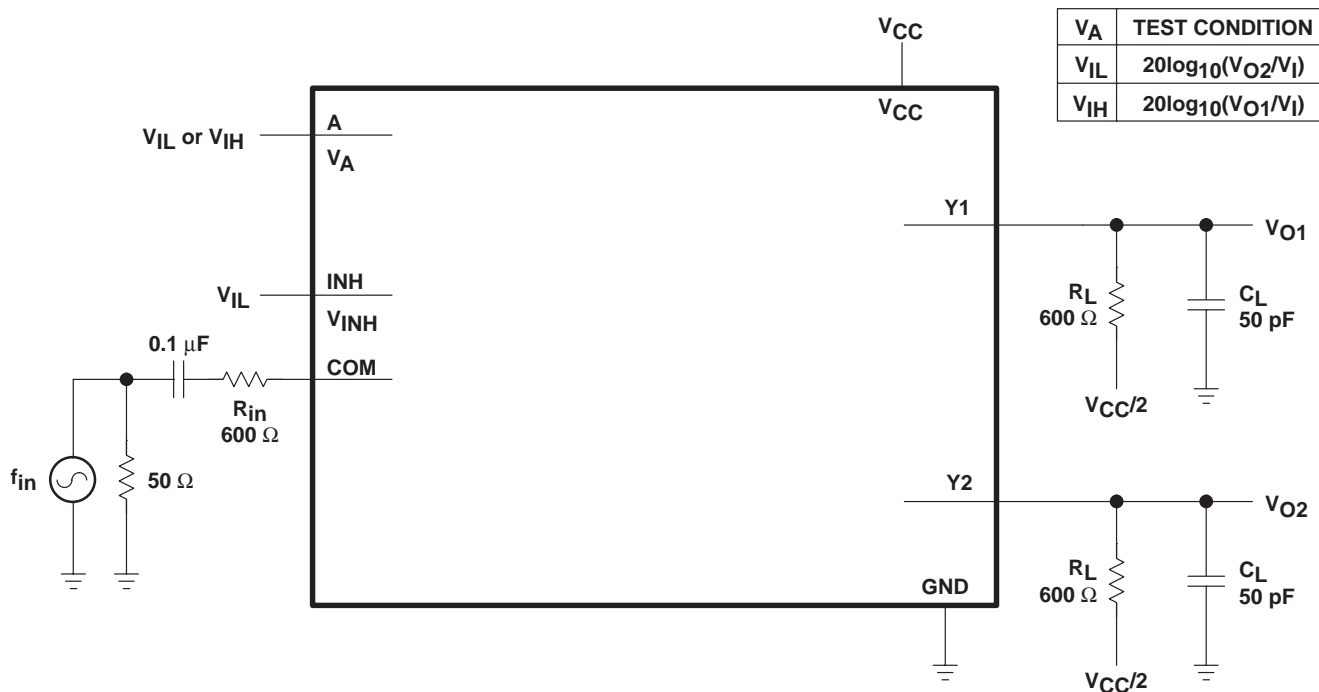 VCC
VA TEST CONDITION
VIL 20log10(VO2/VI)
VIH 20log10(VO1/VI)
VCC
VIL or VIH
A
VA
Y1
VO1
VIL
INH
VINH
RL
600 Ω
CL
50 pF
0.1 μF
COM
Rin
600 Ω
VCC/2
fin
50 Ω
Y2
VO2
RL
600 Ω
CL
50 pF
GND
VCC/2